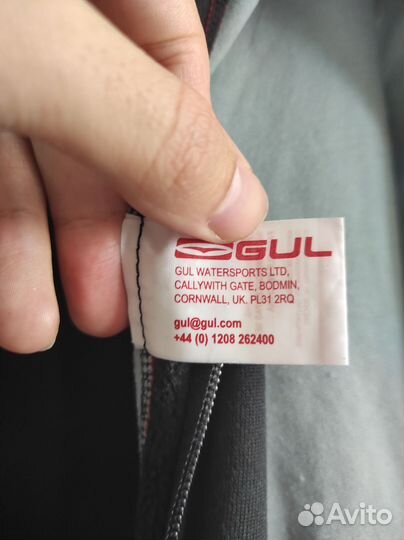 GUL
GUL WATERSPORTS LTD,
CALLYWITH GATE, BODMIN,
CORNWALL, UK. PL31 2RQ
gul@gul.com
+44 (0) 1208 262400
Avito